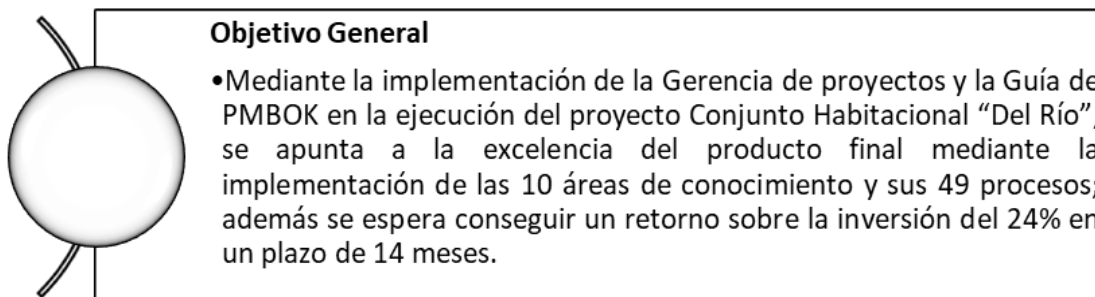 Objetivo General
•Mediante la implementación de la Gerencia de proyectos y la Guía de
PMBOK en la ejecución del proyecto Conjunto Habitacional “Del Río”,
se apunta a la excelencia del producto final mediante la
implementación de las 10 áreas de conocimiento y sus 49 procesos;
además se espera conseguir un retorno sobre la inversión del 24% en
un plazo de 14 meses.